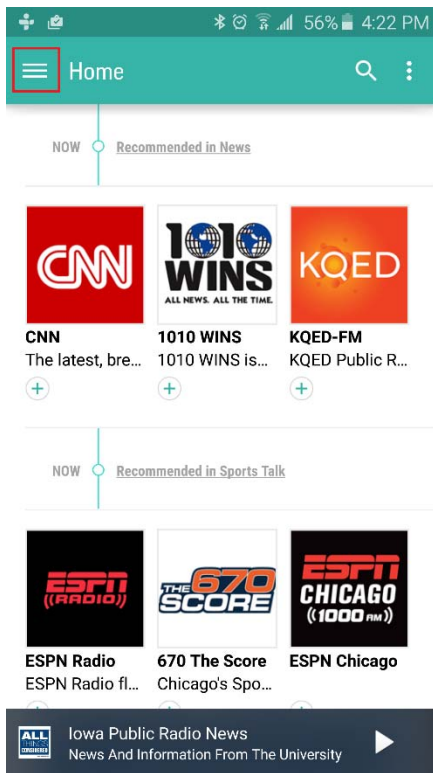 56% 4:22 PM
Home
NOW Recommended in News
CNN
1010
WINS
ALL NEWS. ALL THE TIME.
KQED
CNN 1010 WINS KQED-FM
The latest, bre... 1010 WINS is... KQED Public R...
NOW Recommended in Sports Talk
ESPN
((RADIO))
THE 670
SCORE
ESPN
CHICAGO
((1000 AM))
ESPN Radio 670 The Score ESPN Chicago
ESPN Radio fl... Chicago's Spo...
ALL
THINGS
CONSIDERED
Iowa Public Radio News
News And Information From The University